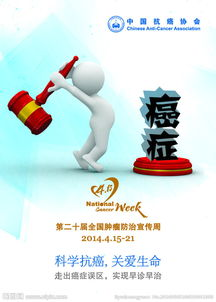 中国抗癌协会
Chinese Anti-Cancer Association
癌
症
4.15
National
Cancer Week
第二十届全国肿瘤防治宣传周
2014.4.15-21
科学抗癌,关爱生命
走出癌症误区,实现早诊早治